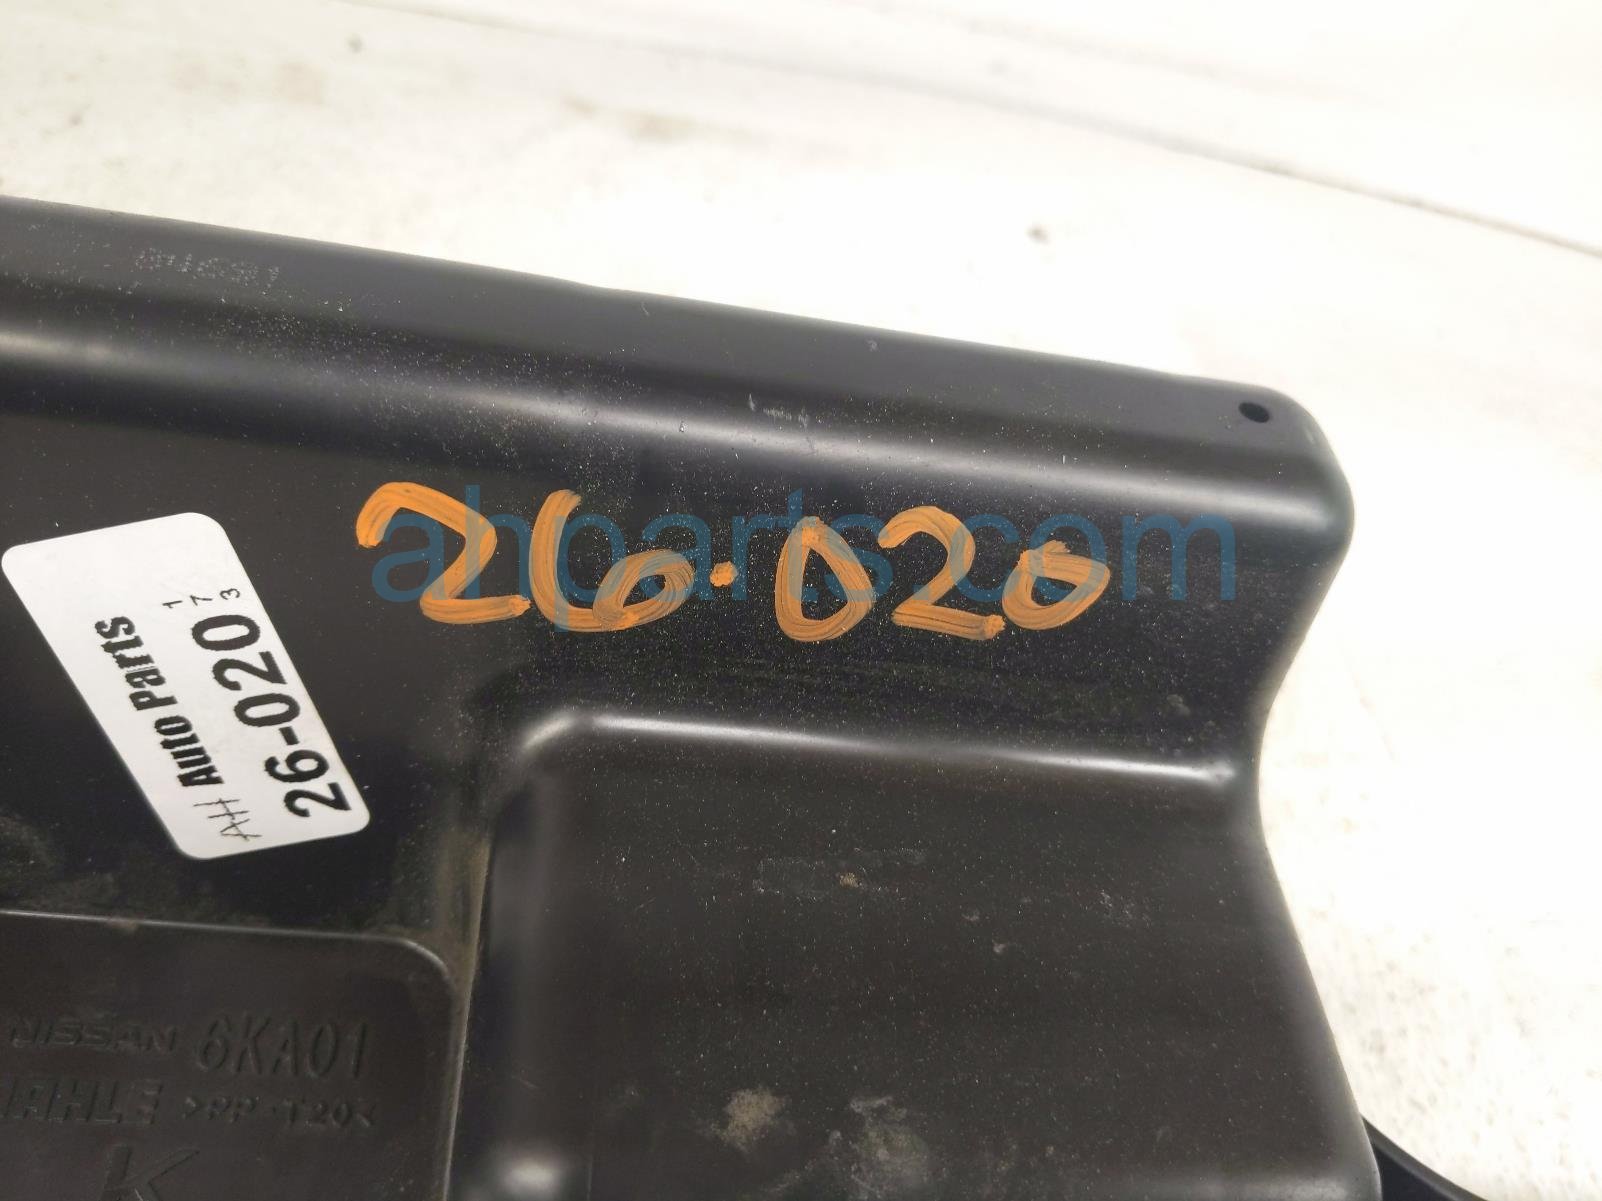 26.020
ahparts.com
AH Auto Parts
26-020
173
NISSAN 6KA01
MAHLE >PP-T20<
K